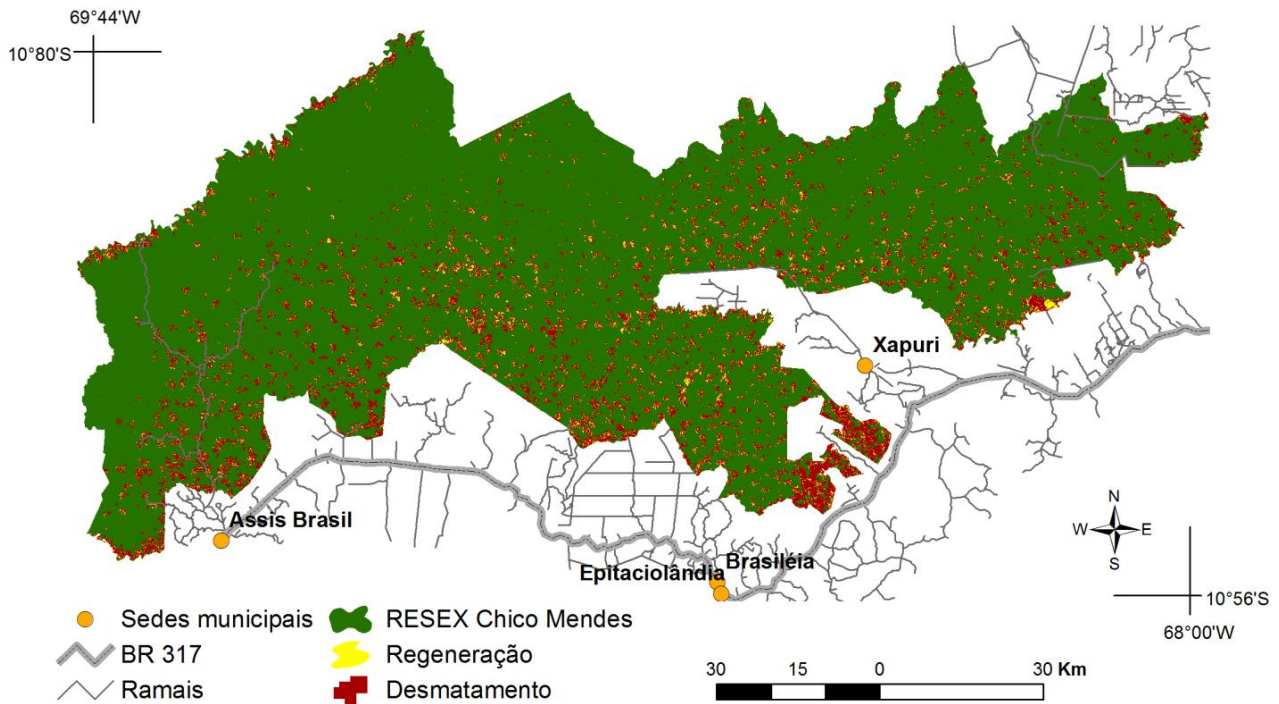 69°44'W
10°80'S
Xapuri
Assis Brasil
Brasiléia
Epitaciolândia
N
W E
S
10°56'S
68°00'W
Sedes municipais
RESEX Chico Mendes
BR 317
Regeneração
Ramais
Desmatamento
30 15 0 30 Km